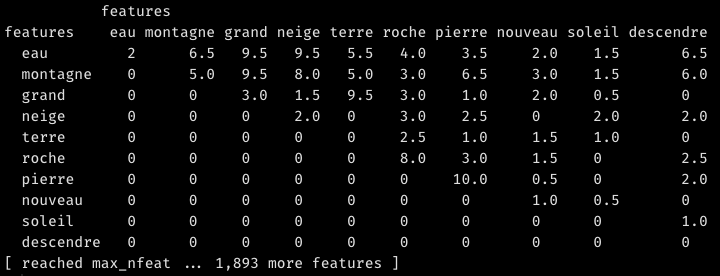 features
features eau montagne grand neige terre roche pierre nouveau soleil descendre
eau 2 6.5 9.5 9.5 5.5 4.0 3.5 2.0 1.5 6.5
montagne 0 5.0 9.5 8.0 5.0 3.0 6.5 3.0 1.5 6.0
grand 0 0 3.0 1.5 9.5 3.0 1.0 2.0 0.5 0
neige 0 0 0 2.0 0 3.0 2.5 0 2.0 2.0
terre 0 0 0 0 0 2.5 1.0 1.5 1.0 0
roche 0 0 0 0 0 8.0 3.0 1.5 0 2.5
pierre 0 0 0 0 0 0 10.0 0.5 0 2.0
nouveau 0 0 0 0 0 0 0 1.0 0.5 0
soleil 0 0 0 0 0 0 0 0 0 1.0
descendre 0 0 0 0 0 0 0 0 0 0
[ reached max_nfeat ... 1,893 more features ]